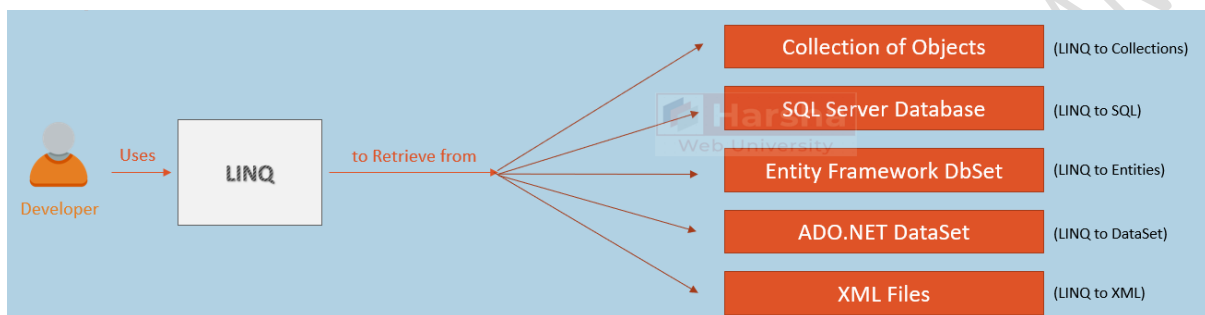 Collection of Objects (LINQ to Collections)
SQL Server Database (LINQ to SQL)
Harsha
Web University
Uses
LINQ
to Retrieve from
Entity Framework DbSet (LINQ to Entities)
Developer
ADO.NET DataSet (LINQ to DataSet)
XML Files (LINQ to XML)